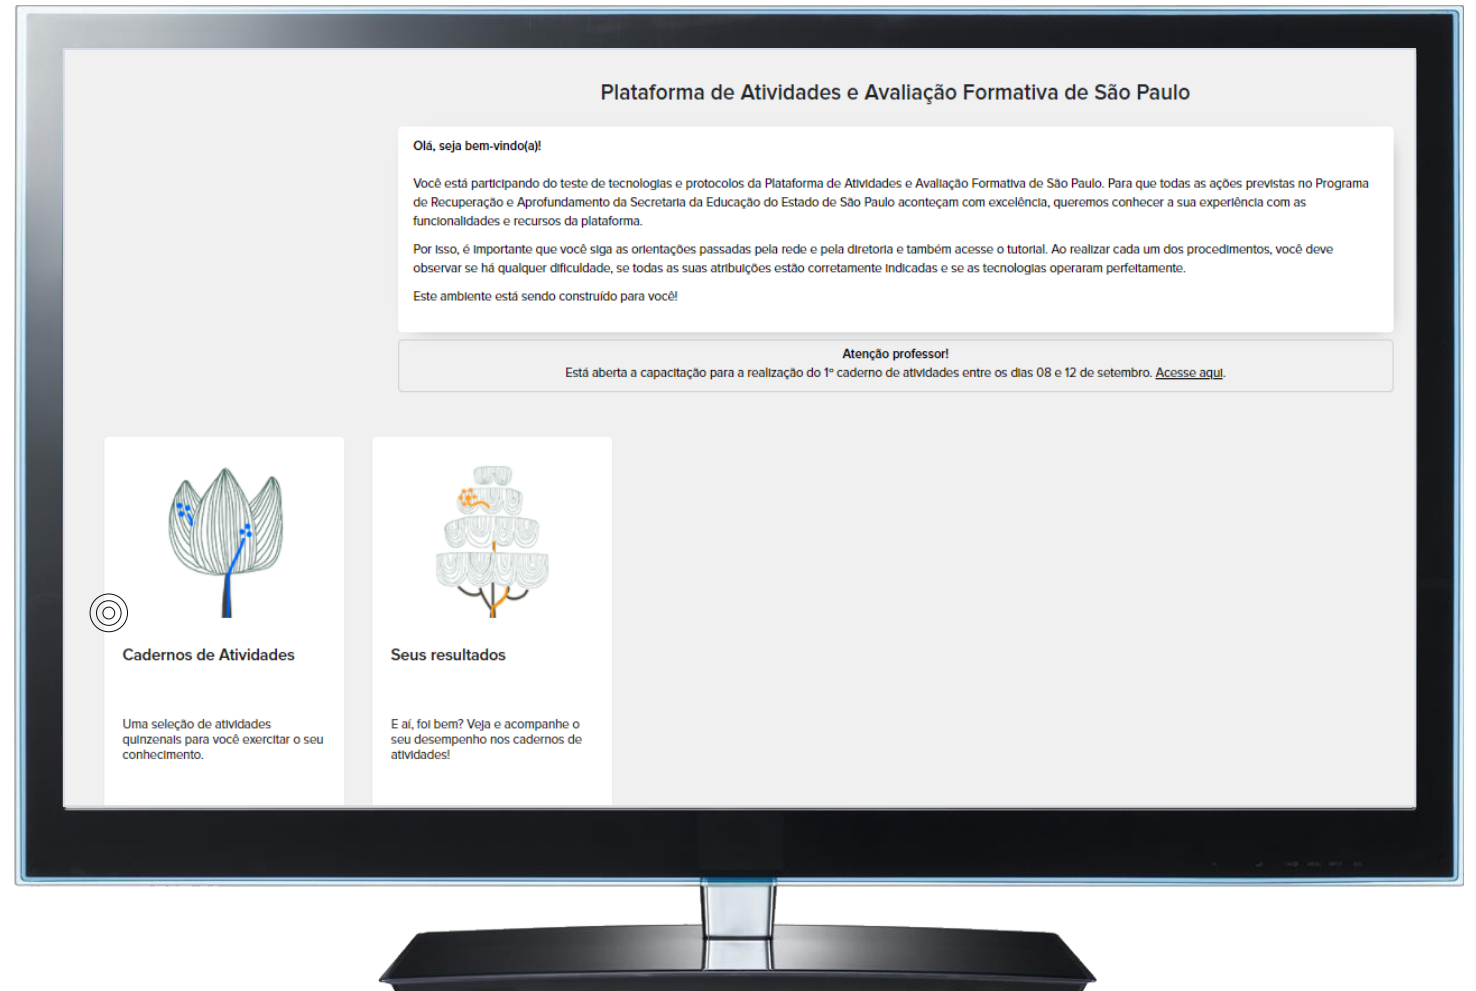 Plataforma de Atividades e Avaliação Formativa de São Paulo
Olá, seja bem-vindo(a)!
Você está participando do teste de tecnologias e protocolos da Plataforma de Atividades e Avaliação Formativa de São Paulo. Para que todas as ações previstas no Programa
de Recuperação e Aprofundamento da Secretaria da Educação do Estado de São Paulo aconteçam com excelência, queremos conhecer a sua experiência com as
funcionalidades e recursos da plataforma.
Por isso, é importante que você siga as orientações passadas pela rede e pela diretoria e também acesse o tutorial. Ao realizar cada um dos procedimentos, você deve
observar se há qualquer dificuldade, se todas as suas atribuições estão corretamente indicadas e se as tecnologias operaram perfeitamente.
Este ambiente está sendo construído para você!
Atenção professor!
Está aberta a capacitação para a realização do 1º caderno de atividades entre os dias 08 e 12 de setembro. Acesse aqui.
Cadernos de Atividades
Uma seleção de atividades
quinzenais para você exercitar o seu
conhecimento.
Seus resultados
E aí, foi bem? Veja e acompanhe o
seu desempenho nos cadernos de
atividades!